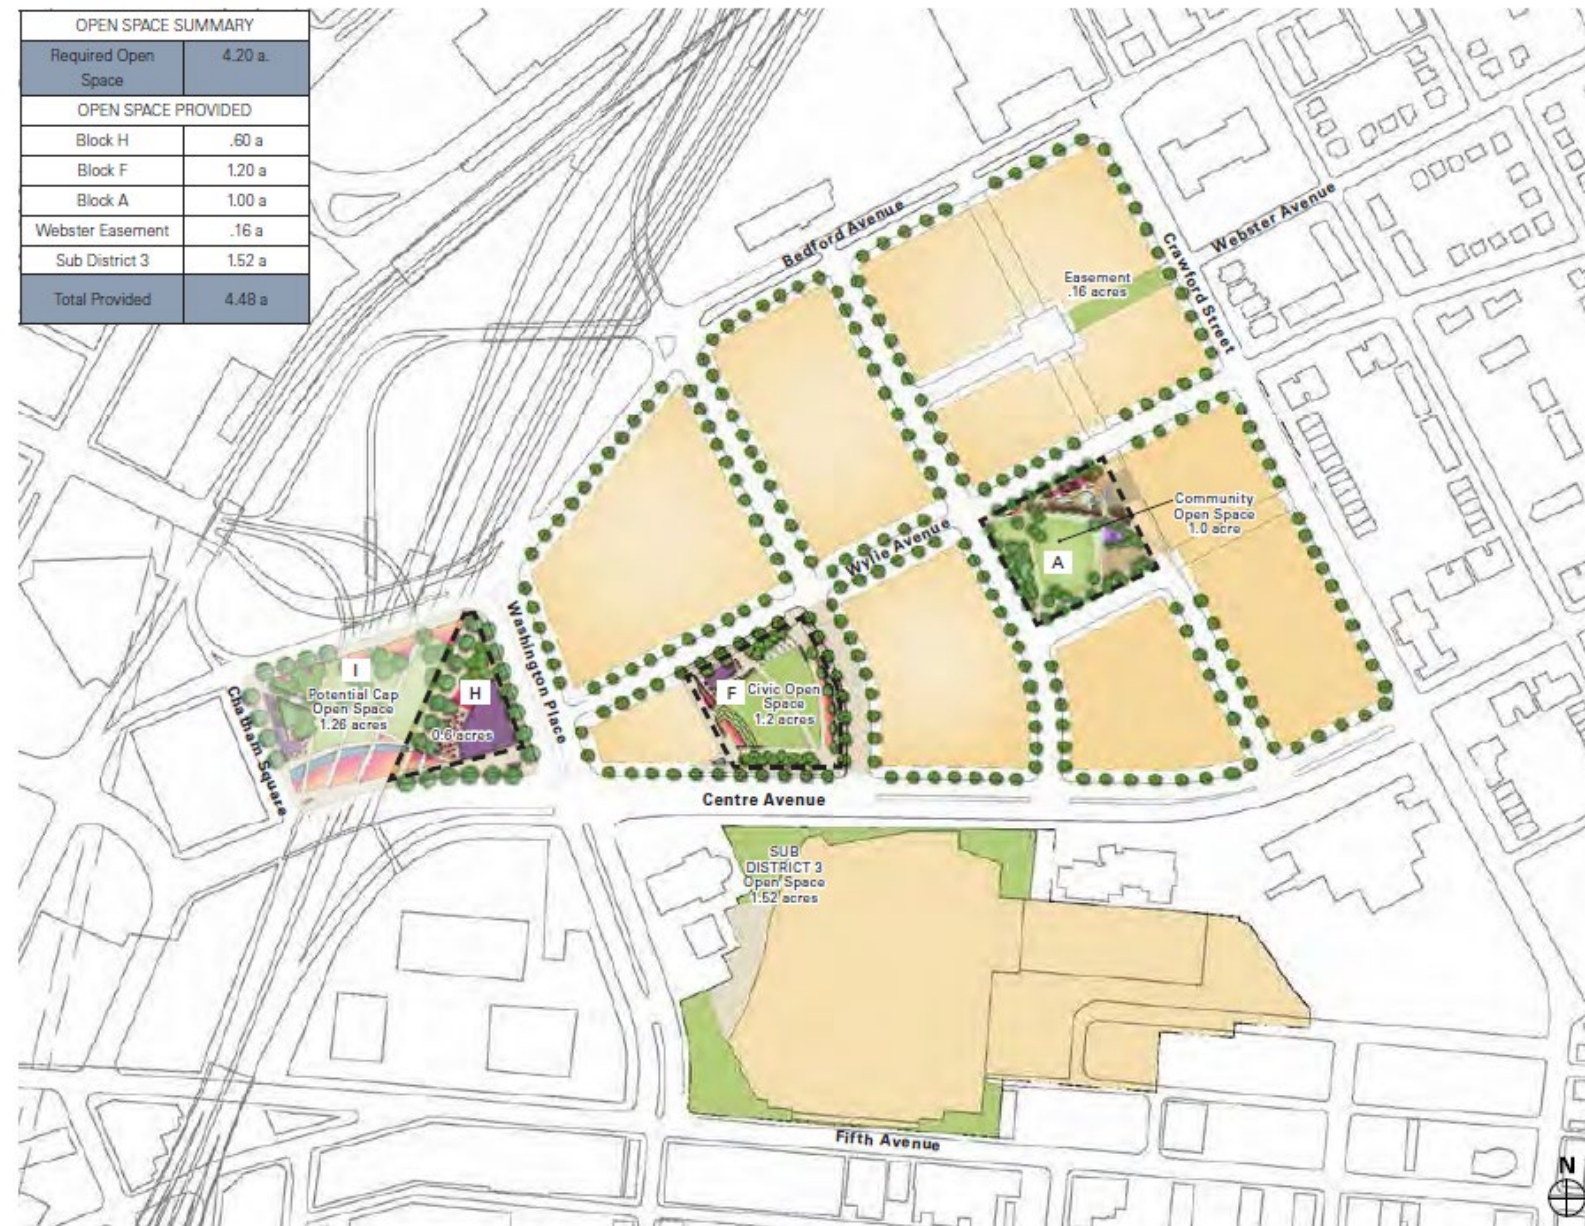 OPEN SPACE SUMMARY
Required Open
Space
4.20 a.
OPEN SPACE PROVIDED
Block H .60 a
Block F 1.20 a
Block A 1.00 a
Webster Easement .16 a
Sub District 3 1.52 a
Total Provided 4.48 a
Bedford Avenue
Webster Avenue
Crawford Street
Easement
.16 acres
Community
Open Space
1.0 acre
A
Wylie Avenue
Washington Place
I
Potential Cap
Open Space
1.26 acres
H
0.6 acres
F
Civic Open
Space
1.2 acres
Chatham Square
Centre Avenue
SUB
DISTRICT 3
Open Space
1.52 acres
Fifth Avenue
N